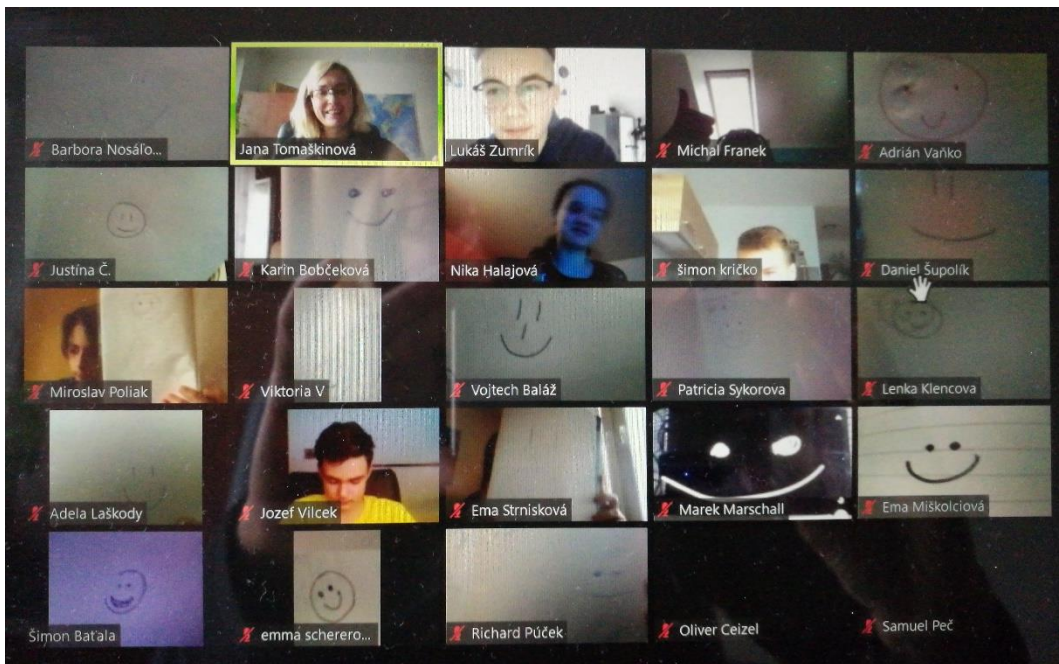 Barbora Nosáľo...
Jana Tomaškinová
Lukáš Zumrík
Michal Franek
Adrián Vaňko
Justína Č.
Karin Bobčeková
Nika Halajová
šimon kričko
Daniel Šupolík
Miroslav Poliak
Viktoria V
Vojtech Baláž
Patricia Sykorova
Lenka Klencova
Adela Laškody
Jozef Vilcek
Ema Strnisková
Marek Marschall
Ema Miškolciová
Šimon Baťala
emma scherero...
Richard Púček
Oliver Ceizel
Samuel Peč